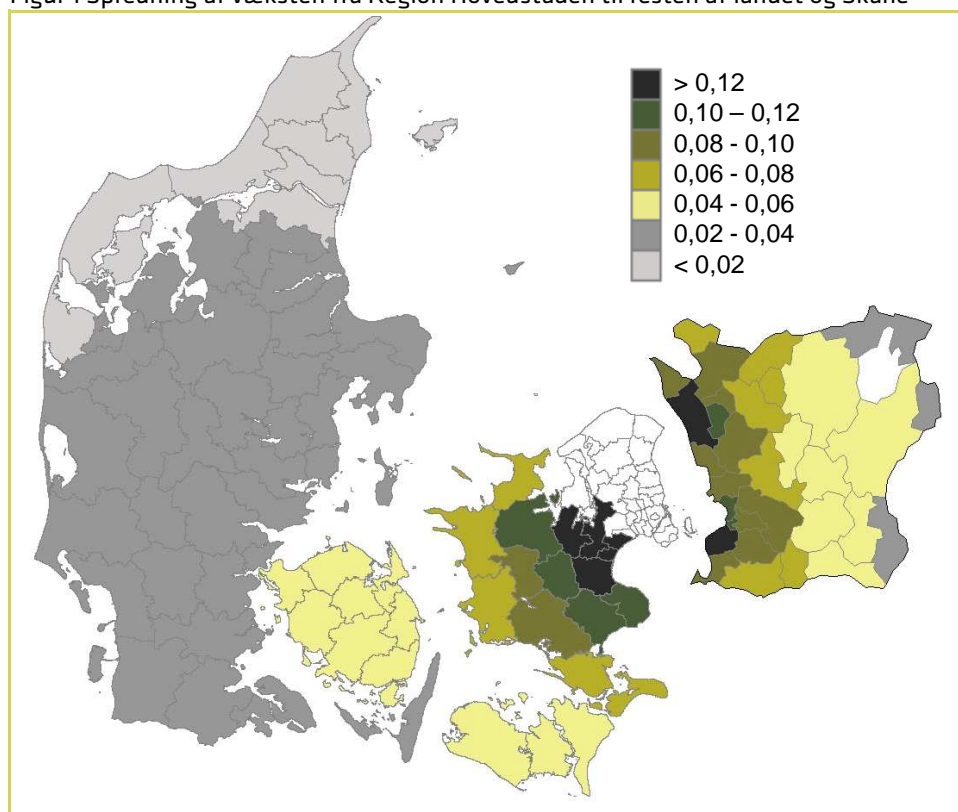 Figur 1 Spredning af væksten fra Region Hovedstaden til resten af landet og Skåne
> 0,12
0,10 – 0,12
0,08 - 0,10
0,06 - 0,08
0,04 - 0,06
0,02 - 0,04
< 0,02